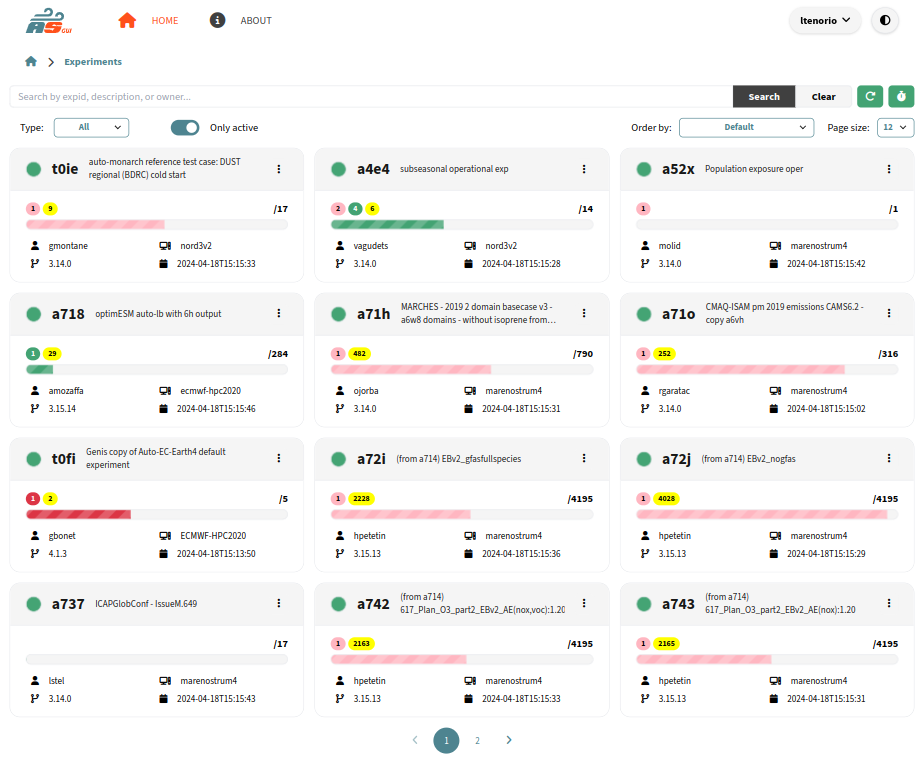 AS GUI
HOME
ABOUT
ltenorio
Experiments
Search by expid, description, or owner...
Search
Clear
Type:
All
Only active
Order by:
Default
Page size:
12
t0ie
auto-monarch reference test case: DUST
regional (BDRC) cold start
1 9 /17
gmontane nord3v2
3.14.0 2024-04-18T15:15:33
a4e4
subseasonal operational exp
2 4 6 /14
vagudets nord3v2
3.14.0 2024-04-18T15:15:28
a52x
Population exposure oper
1 /1
molid marenostrum4
3.14.0 2024-04-18T15:15:42
a718
optimESM auto-lb with 6h output
1 29 /284
amozaffa ecmwf-hpc2020
3.15.14 2024-04-18T15:15:46
a71h
MARCHES - 2019 2 domain basecase v3 -
a6w8 domains - without isoprene from...
1 482 /790
ojorba marenostrum4
3.14.0 2024-04-18T15:15:31
a71o
CMAQ-ISAM pm 2019 emissions CAMS6.2 -
copy a6vh
1 252 /316
rgaratac marenostrum4
3.14.0 2024-04-18T15:15:02
t0fi
Genis copy of Auto-EC-Earth4 default
experiment
1 2 /5
gbonet ECMWF-HPC2020
4.1.3 2024-04-18T15:13:50
a72i
(from a714) EBv2_gfasfullspecies
1 2228 /4195
hpetetin marenostrum4
3.15.13 2024-04-18T15:15:36
a72j
(from a714) EBv2_nogfas
1 4028 /4195
hpetetin marenostrum4
3.15.13 2024-04-18T15:15:29
a737
ICAPGlobConf - IssueM.649
/17
lstel marenostrum4
3.14.0 2024-04-18T15:15:43
a742
(from a714)
617_Plan_O3_part2_EBv2_AE(nox,voc):1.20
1 2163 /4195
hpetetin marenostrum4
3.15.13 2024-04-18T15:15:33
a743
(from a714)
617_Plan_O3_part2_EBv2_AE(nox):1.20
1 2165 /4195
hpetetin marenostrum4
3.15.13 2024-04-18T15:15:31
1 2